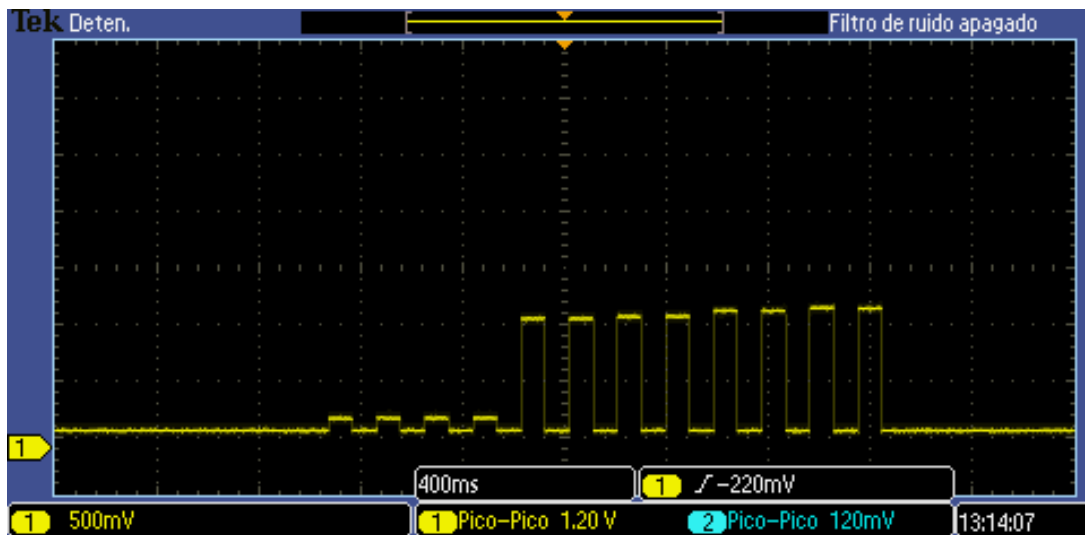 Tek Deten. Filtro de ruido apagado
1
400ms 1 -220mV
1 500mV 1 Pico-Pico 1.20 V 2 Pico-Pico 120mV 13:14:07